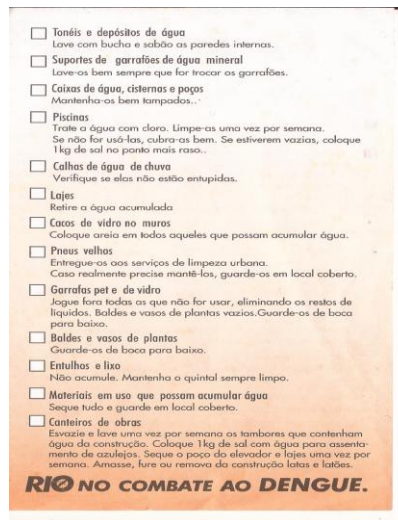 Tonéis e depósitos de água
Lave com bucha e sabão as paredes internas.
Suportes de garrafões de água mineral
Lave-os bem sempre que for trocar os garrafões.
Caixas de água, cisternas e poços
Mantenha-os bem tampados..
Piscinas
Trate a água com cloro. Limpe-as uma vez por semana.
Se não for usá-las, cubra-as bem. Se estiverem vazias, coloque
1kg de sal no ponto mais raso..
Calhas de água de chuva
Verifique se elas não estão entupidas.
Lajes
Retire a água acumulada
Cacos de vidro no muros
Coloque areia em todos aqueles que possam acumular água.
Pneus velhos
Entregue-os aos serviços de limpeza urbana.
Caso realmente precise mantê-los, guarde-os em local coberto.
Garrafas pet e de vidro
Jogue fora todas as que não for usar, eliminando os restos de
líquidos. Baldes e vasos de plantas vazios.Guarde-os de boca
para baixo.
Baldes e vasos de plantas
Guarde-os de boca para baixo.
Entulhos e lixo
Não acumule. Mantenha o quintal sempre limpo.
Materiais em uso que possam acumular água
Seque tudo e guarde em local coberto.
Canteiros de obras
Esvazie e lave uma vez por semana os tambores que contenham
água da construção. Coloque 1kg de sal com água para assenta-
mento de azulejos. Seque o poço do elevador e lajes uma vez por
semana. Amasse, fure ou remova da construção latas e latões.
RIO NO COMBATE AO DENGUE.